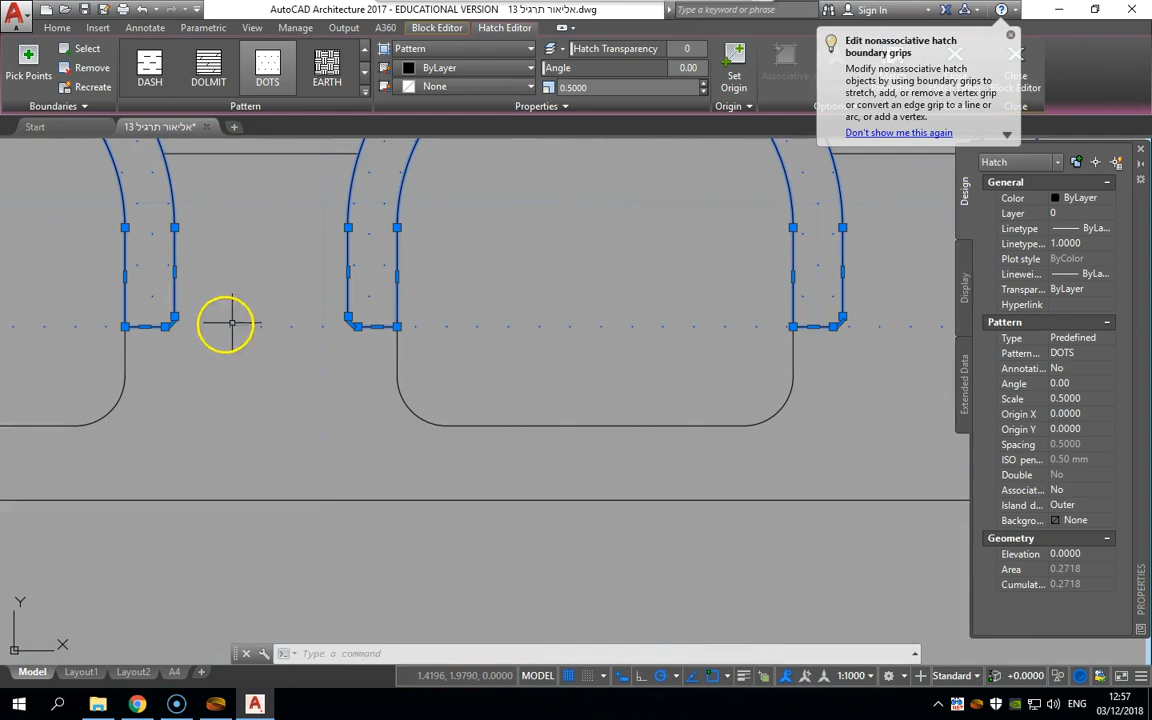 AutoCAD Architecture 2017 - EDUCATIONAL VERSION אליאור תרגיל 13.dwg
Type a keyword or phrase
Sign In
Home Insert Annotate Parametric View Manage Output A360 Block Editor Hatch Editor
Pick Points
Select
Remove
Recreate
Boundaries
DASH
DOLMIT
DOTS
EARTH
Pattern
Pattern
ByLayer
None
Hatch Transparency 0
Angle 0.00
0.5000
Properties
Set
Origin
Origin
Associative
Close
Block Editor
Close
Edit nonassociative hatch
boundary grips
Modify nonassociative hatch
objects by using boundary grips to
stretch, add, or remove a vertex grip
or convert an edge grip to a line or
arc, or add a vertex.
Don't show me this again
Start
אליאור תרגיל 13*
Hatch
Design
Display
Extended Data
General
Color ByLayer
Layer 0
Linetype ByLa...
Linetype... 1.0000
Plot style ByColor
Linewei... ByLa...
Transpar... ByLayer
Hyperlink
Pattern
Type Predefined
Pattern... DOTS
Annotati... No
Angle 0.00
Scale 0.5000
Origin X 0.0000
Origin Y 0.0000
Spacing 0.5000
ISO pen... 0.50 mm
Double No
Associat... No
Island d... Outer
Backgro... None
Geometry
Elevation 0.0000
Area 0.2718
Cumulat... 0.2718
PROPERTIES
Y
X
Type a command
Model Layout1 Layout2 A4
1.4196, 1.9790, 0.0000 MODEL
1:1000
Standard
+0.0000
ENG
12:57
03/12/2018